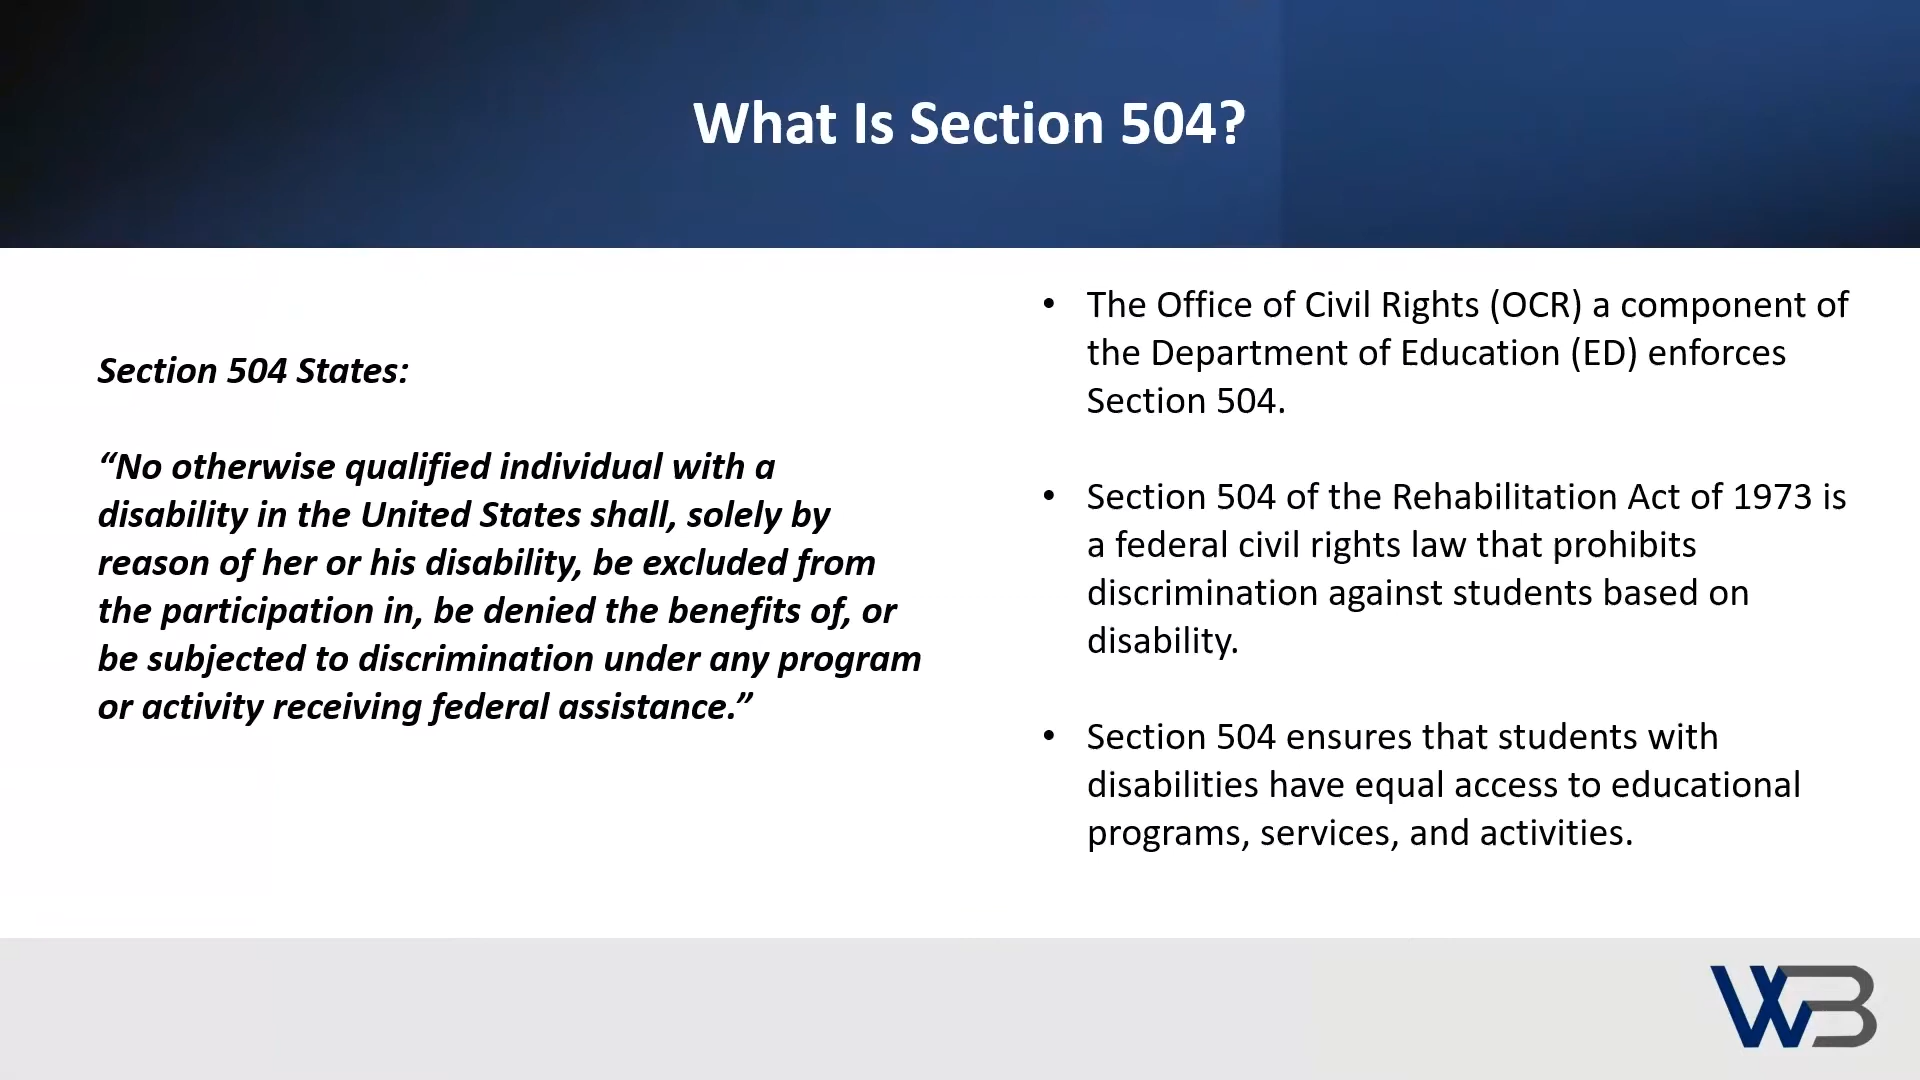 What Is Section 504?
Section 504 States:
“No otherwise qualified individual with a
disability in the United States shall, solely by
reason of her or his disability, be excluded from
the participation in, be denied the benefits of, or
be subjected to discrimination under any program
or activity receiving federal assistance.”
• The Office of Civil Rights (OCR) a component of
the Department of Education (ED) enforces
Section 504.
• Section 504 of the Rehabilitation Act of 1973 is
a federal civil rights law that prohibits
discrimination against students based on
disability.
• Section 504 ensures that students with
disabilities have equal access to educational
programs, services, and activities.
WB